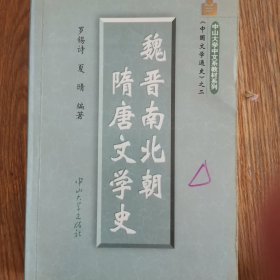 中山大学中文系教材系列
《中国文学通史》之二
魏晋南北朝
隋唐文学史
罗锡诗 夏晴 编著
中山大学出版社